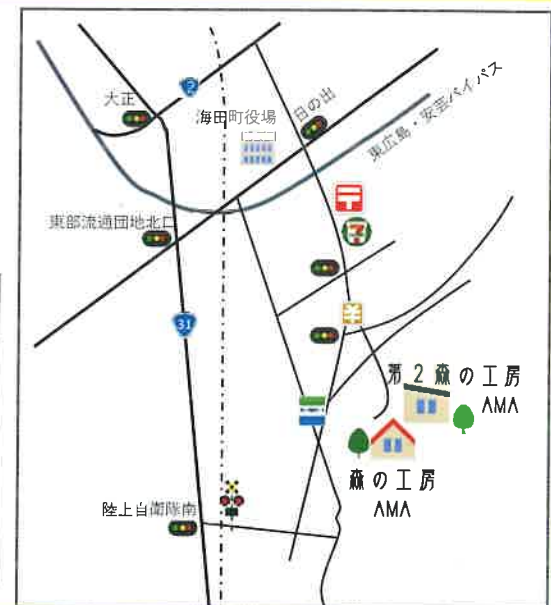 2
大正
海田町役場
日の出
東広島・安芸バイパス
〒
東部流通団地北口
7
31
第2森の工房
AMA
森の工房
AMA
陸上自衛隊南